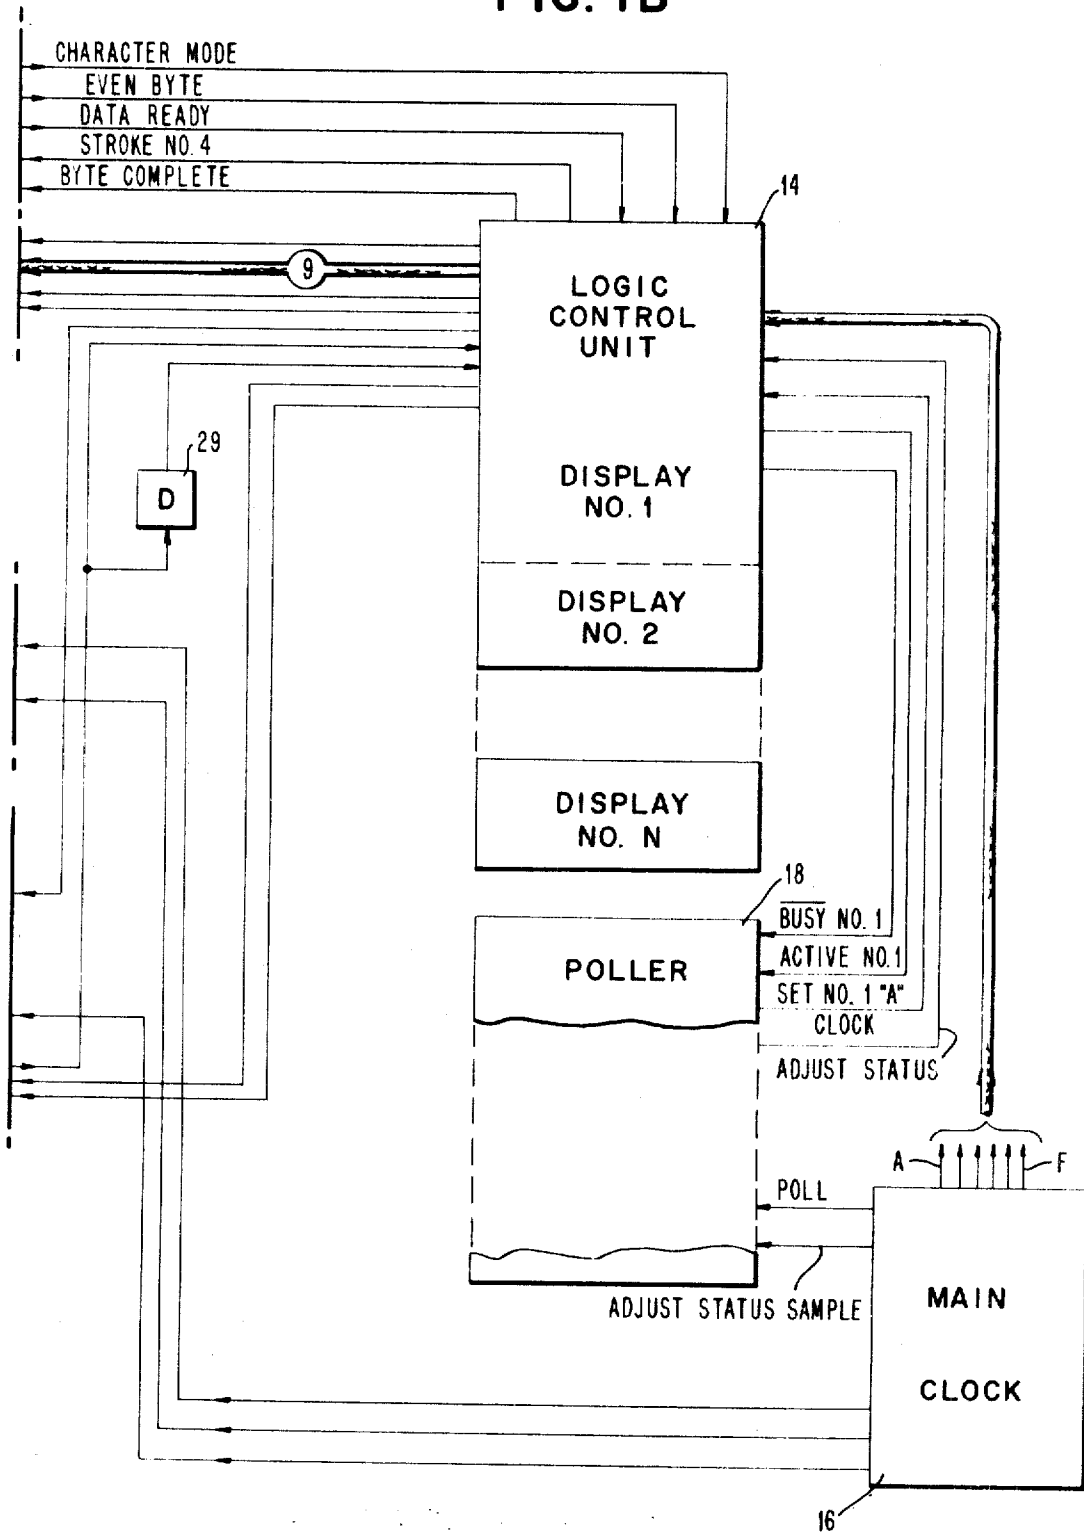 FIG. 1B
CHARACTER MODE
EVEN BYTE
DATA READY
STROKE NO. 4
BYTE COMPLETE
14
9
LOGIC
CONTROL
UNIT
29
D
DISPLAY
NO. 1
DISPLAY
NO. 2
DISPLAY
NO. N
18
BUSY NO. 1
POLLER
ACTIVE NO. 1
SET NO. 1 "A"
CLOCK
ADJUST STATUS
A
F
POLL
ADJUST STATUS SAMPLE
MAIN
CLOCK
16